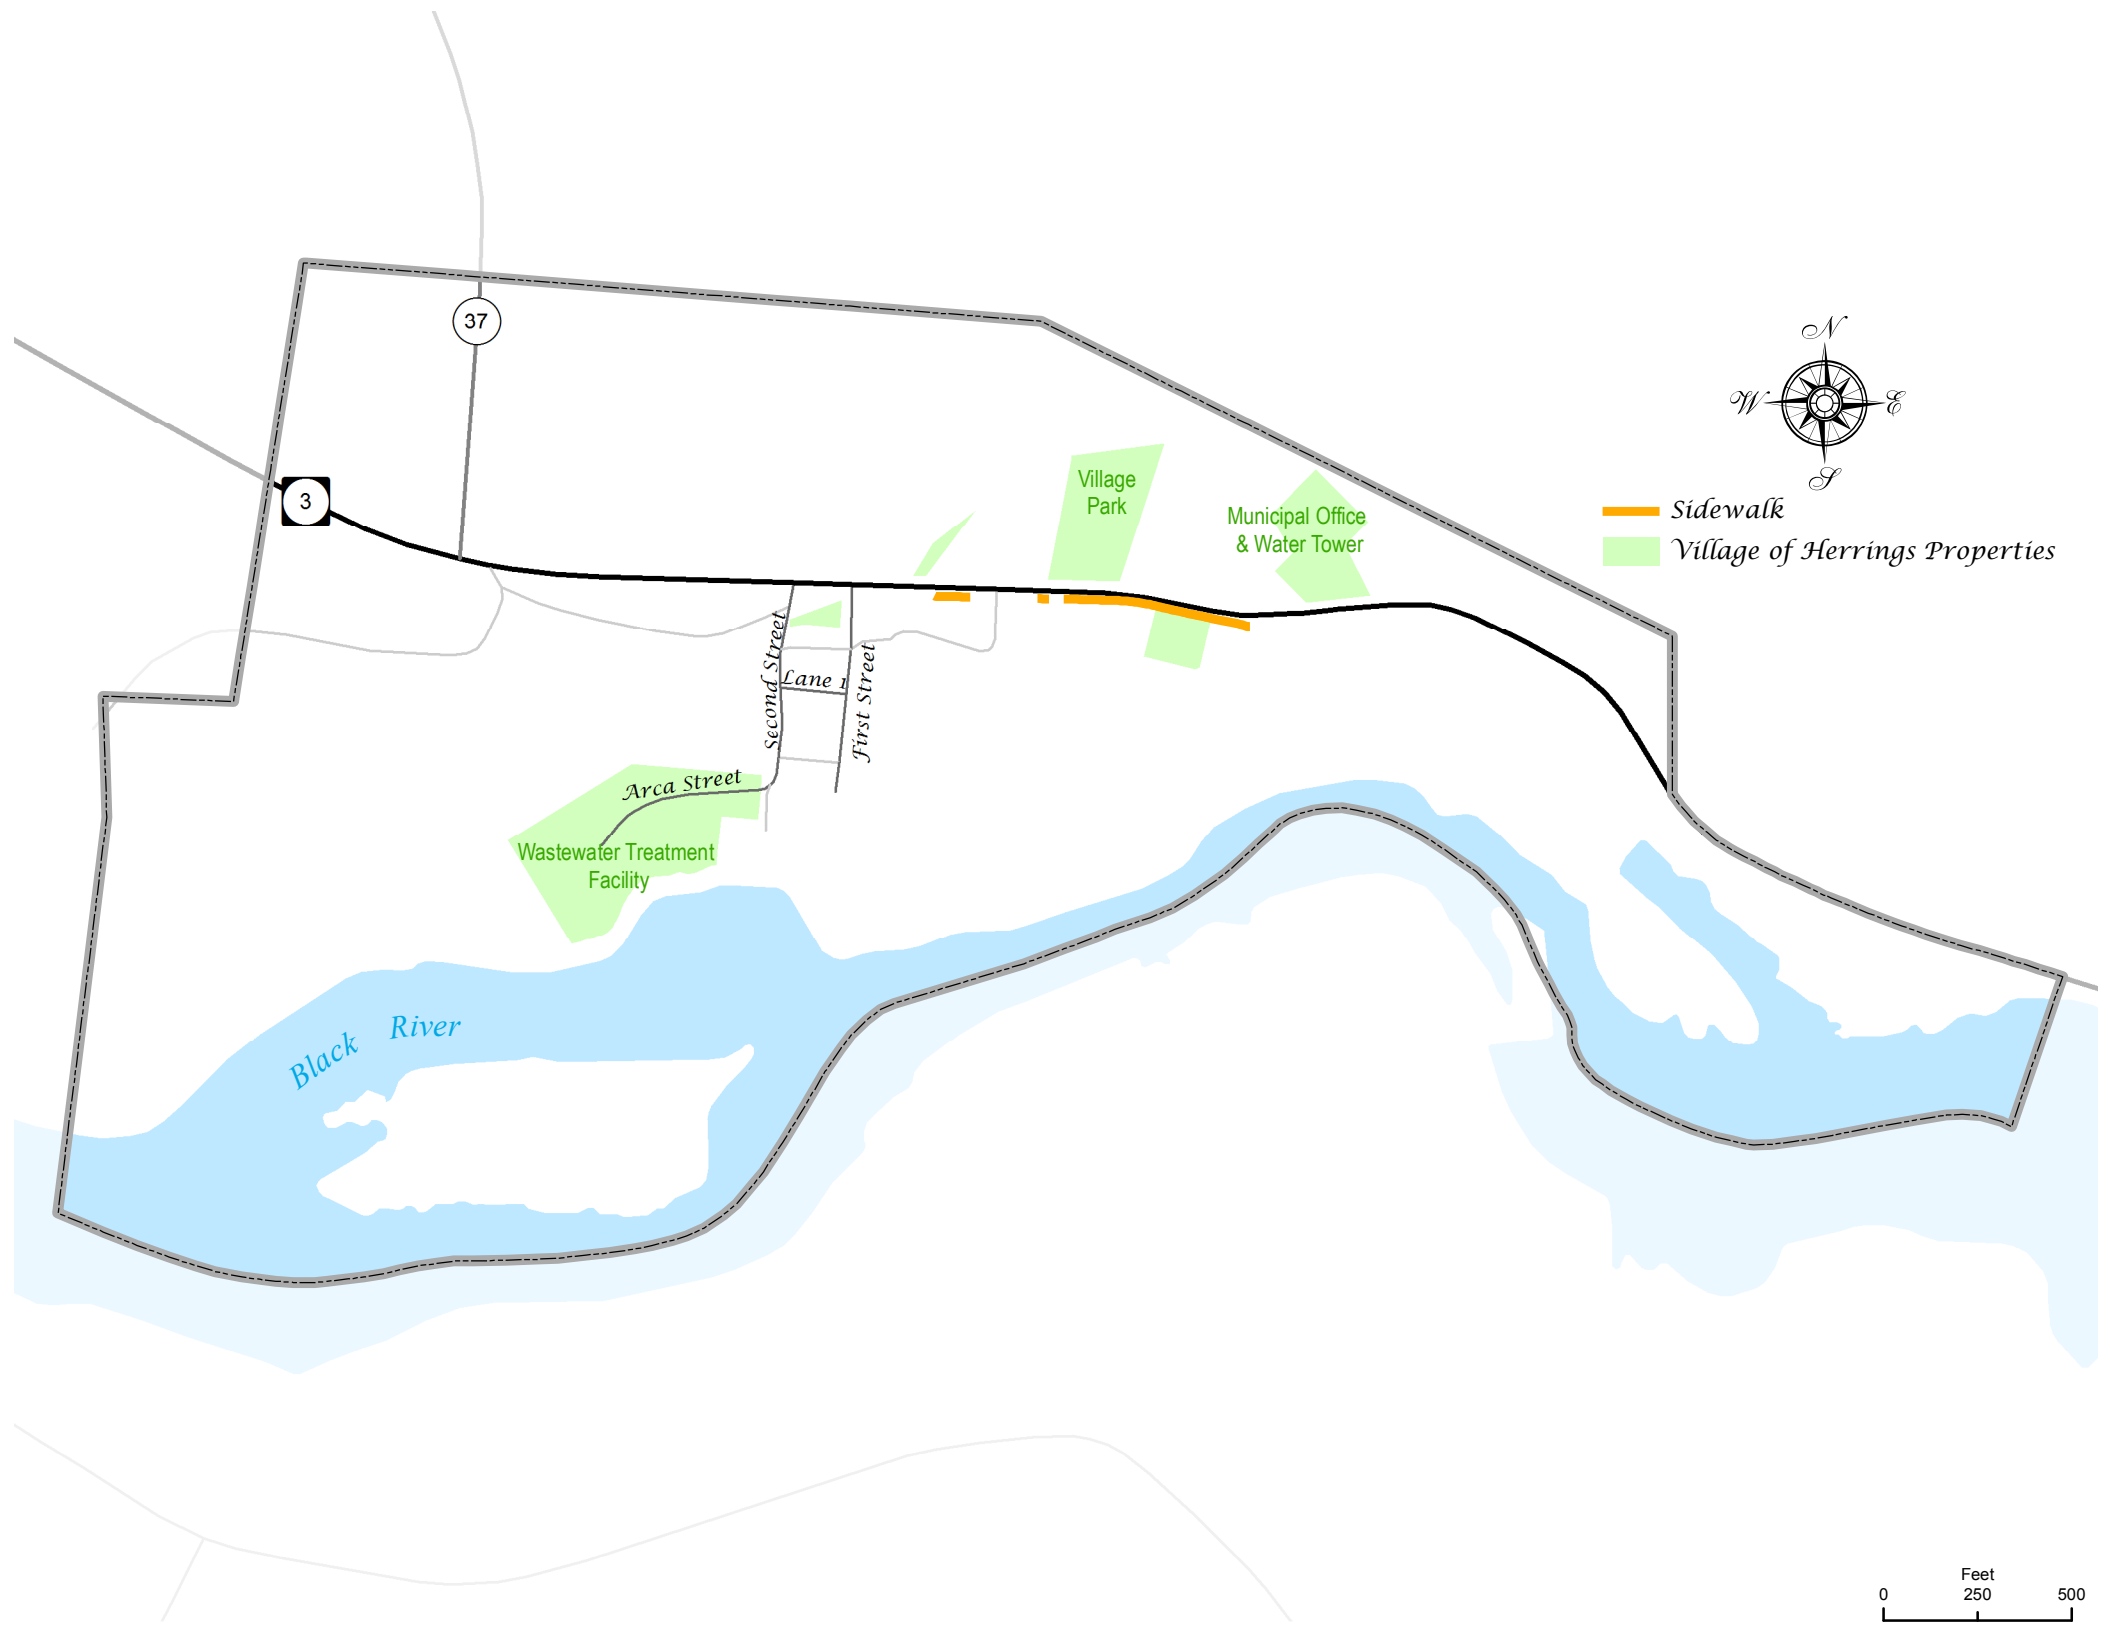 37
3
Village
Park
Municipal Office
& Water Tower
N
W
E
S
Sidewalk
Village of Herrings Properties
Second Street
Lane 1
First Street
Arca Street
Wastewater Treatment
Facility
Black River
Feet
0 250 500